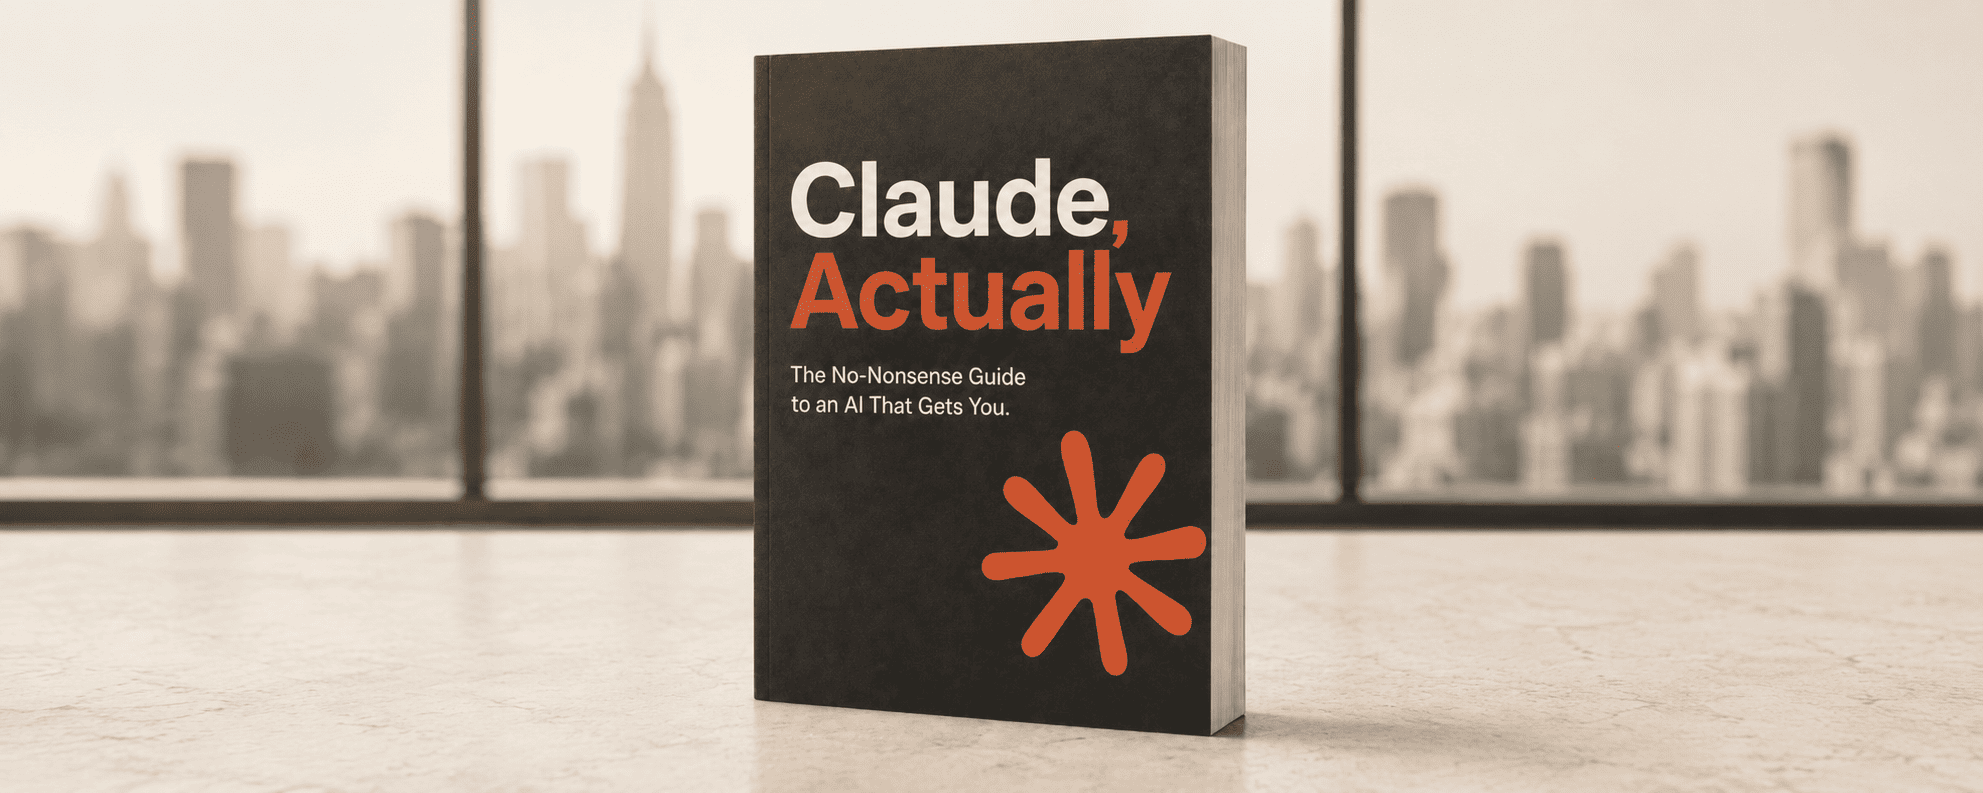 Claude,
Actually
The No-Nonsense Guide
to an AI That Gets You.